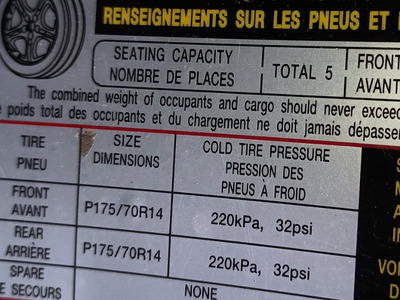 RENSEIGNEMENTS SUR LES PNEUS ET
SEATING CAPACITY
NOMBRE DE PLACES
TOTAL 5
FRONT
AVANT
The combined weight of occupants and cargo should never exceed
poids total des occupants et du chargement ne doit jamais dépasser
TIRE
PNEU
SIZE
DIMENSIONS
COLD TIRE PRESSURE
PRESSION DES
PNEUS À FROID
FRONT
AVANT
P175/70R14
220kPa, 32psi
REAR
ARRIÈRE
P175/70R14
220kPa, 32psi
SPARE
DE SECOURS
NONE